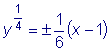 y^{1/4} = ± 1/6 (x − 1)